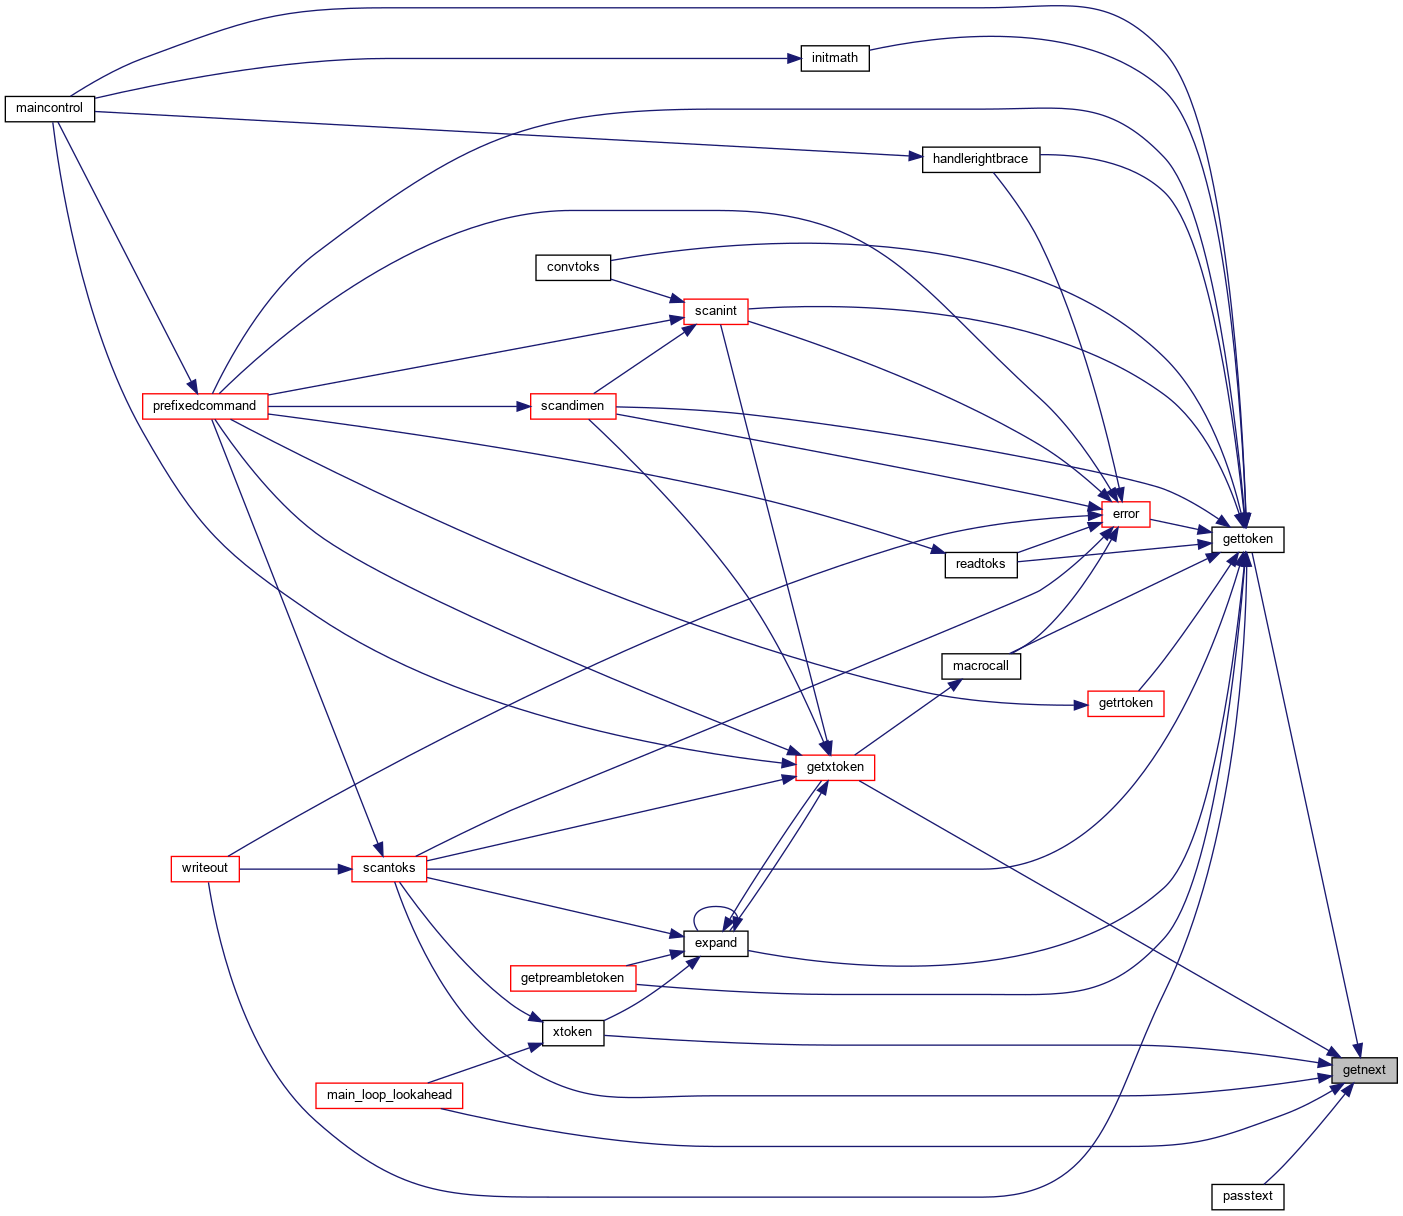 initmath
maincontrol
handlerightbrace
convtoks
scanint
prefixedcommand
scandimen
error
gettoken
readtoks
macrocall
getrtoken
getxtoken
writeout
scantoks
expand
getpreambletoken
xtoken
getnext
main_loop_lookahead
passtext